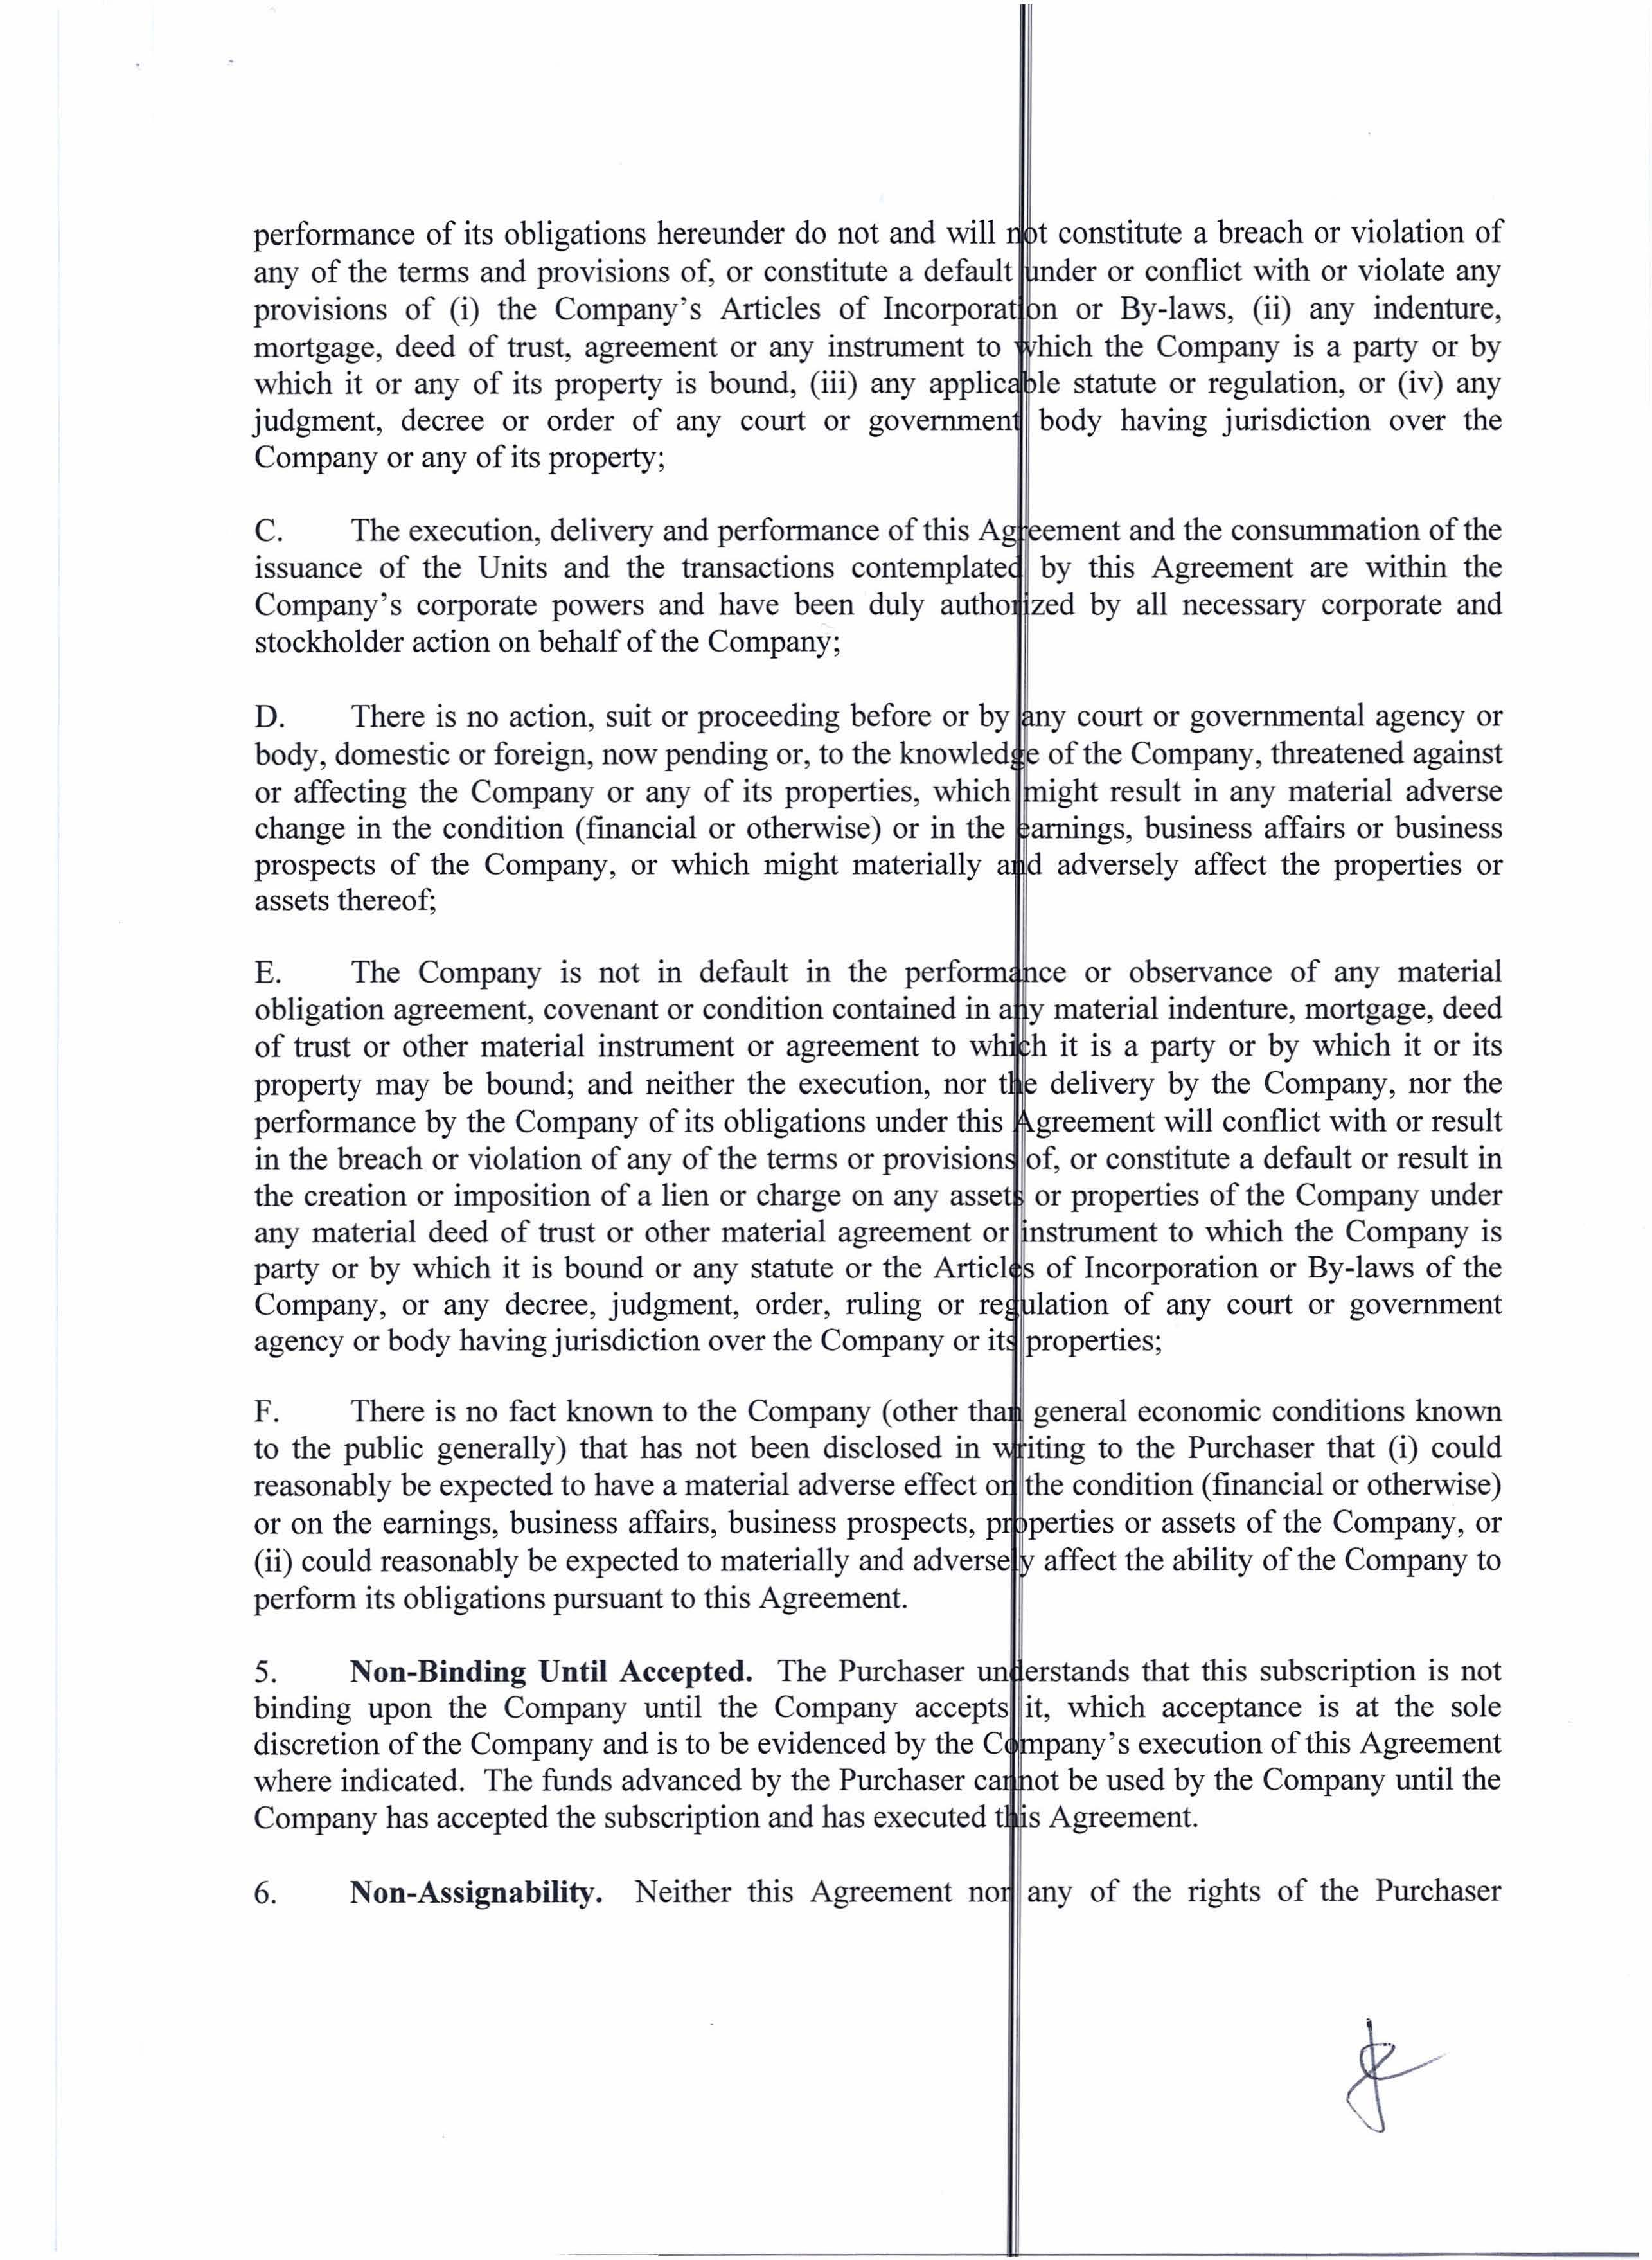 performance of its obligations hereunder do not and will not constitute a breach or violation of
any of the terms and provisions of, or constitute a default under or conflict with or violate any
provisions of (i) the Company’s Articles of Incorporation or By-laws, (ii) any indenture,
mortgage, deed of trust, agreement or any instrument to which the Company is a party or by
which it or any of its property is bound, (iii) any applicable statute or regulation, or (iv) any
judgment, decree or order of any court or government body having jurisdiction over the
Company or any of its property;
C. The execution, delivery and performance of this Agreement and the consummation of the
issuance of the Units and the transactions contemplated by this Agreement are within the
Company’s corporate powers and have been duly authorized by all necessary corporate and
stockholder action on behalf of the Company;
D. There is no action, suit or proceeding before or by any court or governmental agency or
body, domestic or foreign, now pending or, to the knowledge of the Company, threatened against
or affecting the Company or any of its properties, which might result in any material adverse
change in the condition (financial or otherwise) or in the earnings, business affairs or business
prospects of the Company, or which might materially and adversely affect the properties or
assets thereof;
E. The Company is not in default in the performance or observance of any material
obligation agreement, covenant or condition contained in any material indenture, mortgage, deed
of trust or other material instrument or agreement to which it is a party or by which it or its
property may be bound; and neither the execution, nor the delivery by the Company, nor the
performance by the Company of its obligations under this Agreement will conflict with or result
in the breach or violation of any of the terms or provisions of, or constitute a default or result in
the creation or imposition of a lien or charge on any assets or properties of the Company under
any material deed of trust or other material agreement or instrument to which the Company is
party or by which it is bound or any statute or the Articles of Incorporation or By-laws of the
Company, or any decree, judgment, order, ruling or regulation of any court or government
agency or body having jurisdiction over the Company or its properties;
F. There is no fact known to the Company (other than general economic conditions known
to the public generally) that has not been disclosed in writing to the Purchaser that (i) could
reasonably be expected to have a material adverse effect on the condition (financial or otherwise)
or on the earnings, business affairs, business prospects, properties or assets of the Company, or
(ii) could reasonably be expected to materially and adversely affect the ability of the Company to
perform its obligations pursuant to this Agreement.
5. Non-Binding Until Accepted. The Purchaser understands that this subscription is not
binding upon the Company until the Company accepts it, which acceptance is at the sole
discretion of the Company and is to be evidenced by the Company’s execution of this Agreement
where indicated. The funds advanced by the Purchaser cannot be used by the Company until the
Company has accepted the subscription and has executed this Agreement.
6. Non-Assignability. Neither this Agreement nor any of the rights of the Purchaser